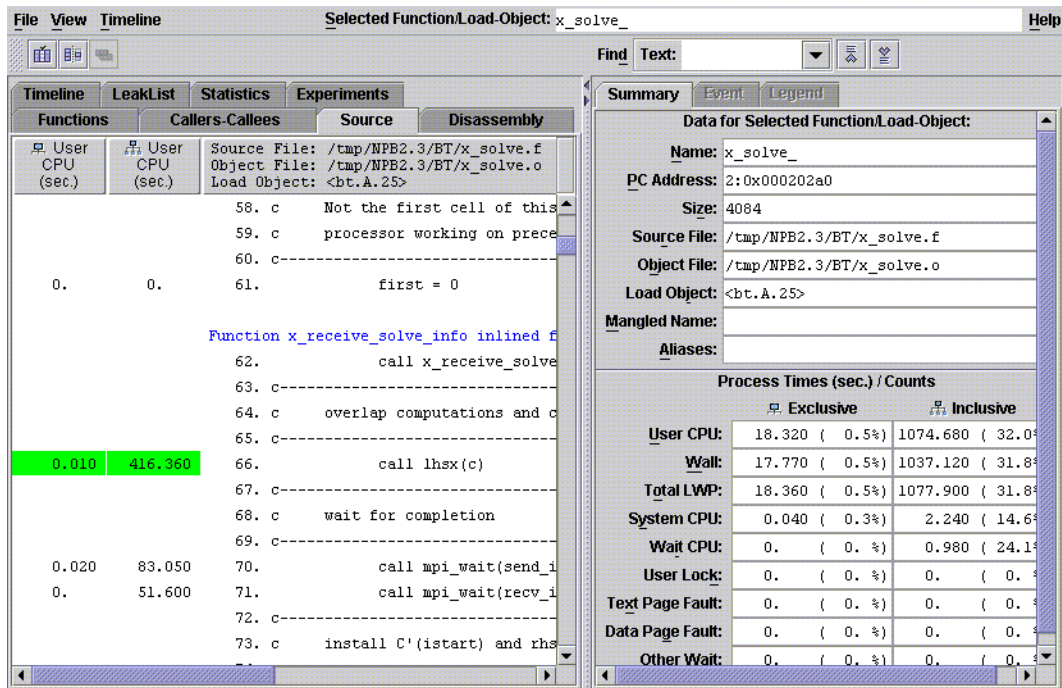 File View Timeline Selected Function/Load-Object: x_solve_ Help
Find Text:
Timeline LeakList Statistics Experiments
Functions Callers-Callees Source Disassembly
User CPU (sec.) User CPU (sec.)
Source File: /tmp/NPB2.3/BT/x_solve.f
Object File: /tmp/NPB2.3/BT/x_solve.o
Load Object: <bt.A.25>
58. c Not the first cell of this
59. c processor working on prece
60. c-----------------------------
0. 0. 61. first = 0
Function x_receive_solve_info inlined f
62. call x_receive_solve
63. c-----------------------------
64. c overlap computations and c
65. c-----------------------------
0.010 416.360 66. call lhsx(c)
67. c-----------------------------
68. c wait for completion
69. c-----------------------------
0.020 83.050 70. call mpi_wait(send_i
0. 51.600 71. call mpi_wait(recv_i
72. c-----------------------------
73. c install C'(istart) and rhs
Summary Event Legend
Data for Selected Function/Load-Object:
Name: x_solve_
PC Address: 2:0x000202a0
Size: 4084
Source File: /tmp/NPB2.3/BT/x_solve.f
Object File: /tmp/NPB2.3/BT/x_solve.o
Load Object: <bt.A.25>
Mangled Name:
Aliases:
Process Times (sec.) / Counts
Exclusive Inclusive
User CPU: 18.320 ( 0.5%) 1074.680 ( 32.0%
Wall: 17.770 ( 0.5%) 1037.120 ( 31.8%
Total LWP: 18.360 ( 0.5%) 1077.900 ( 31.8%
System CPU: 0.040 ( 0.3%) 2.240 ( 14.6%
Wait CPU: 0. ( 0. %) 0.980 ( 24.1%
User Lock: 0. ( 0. %) 0. ( 0. %
Text Page Fault: 0. ( 0. %) 0. ( 0. %
Data Page Fault: 0. ( 0. %) 0. ( 0. %
Other Wait: 0. ( 0. %) 0. ( 0. %